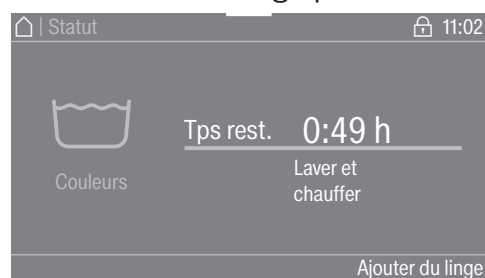 | Statut 11:02
Tps rest. 0:49 h
Couleurs
Laver et
chauffer
Ajouter du linge